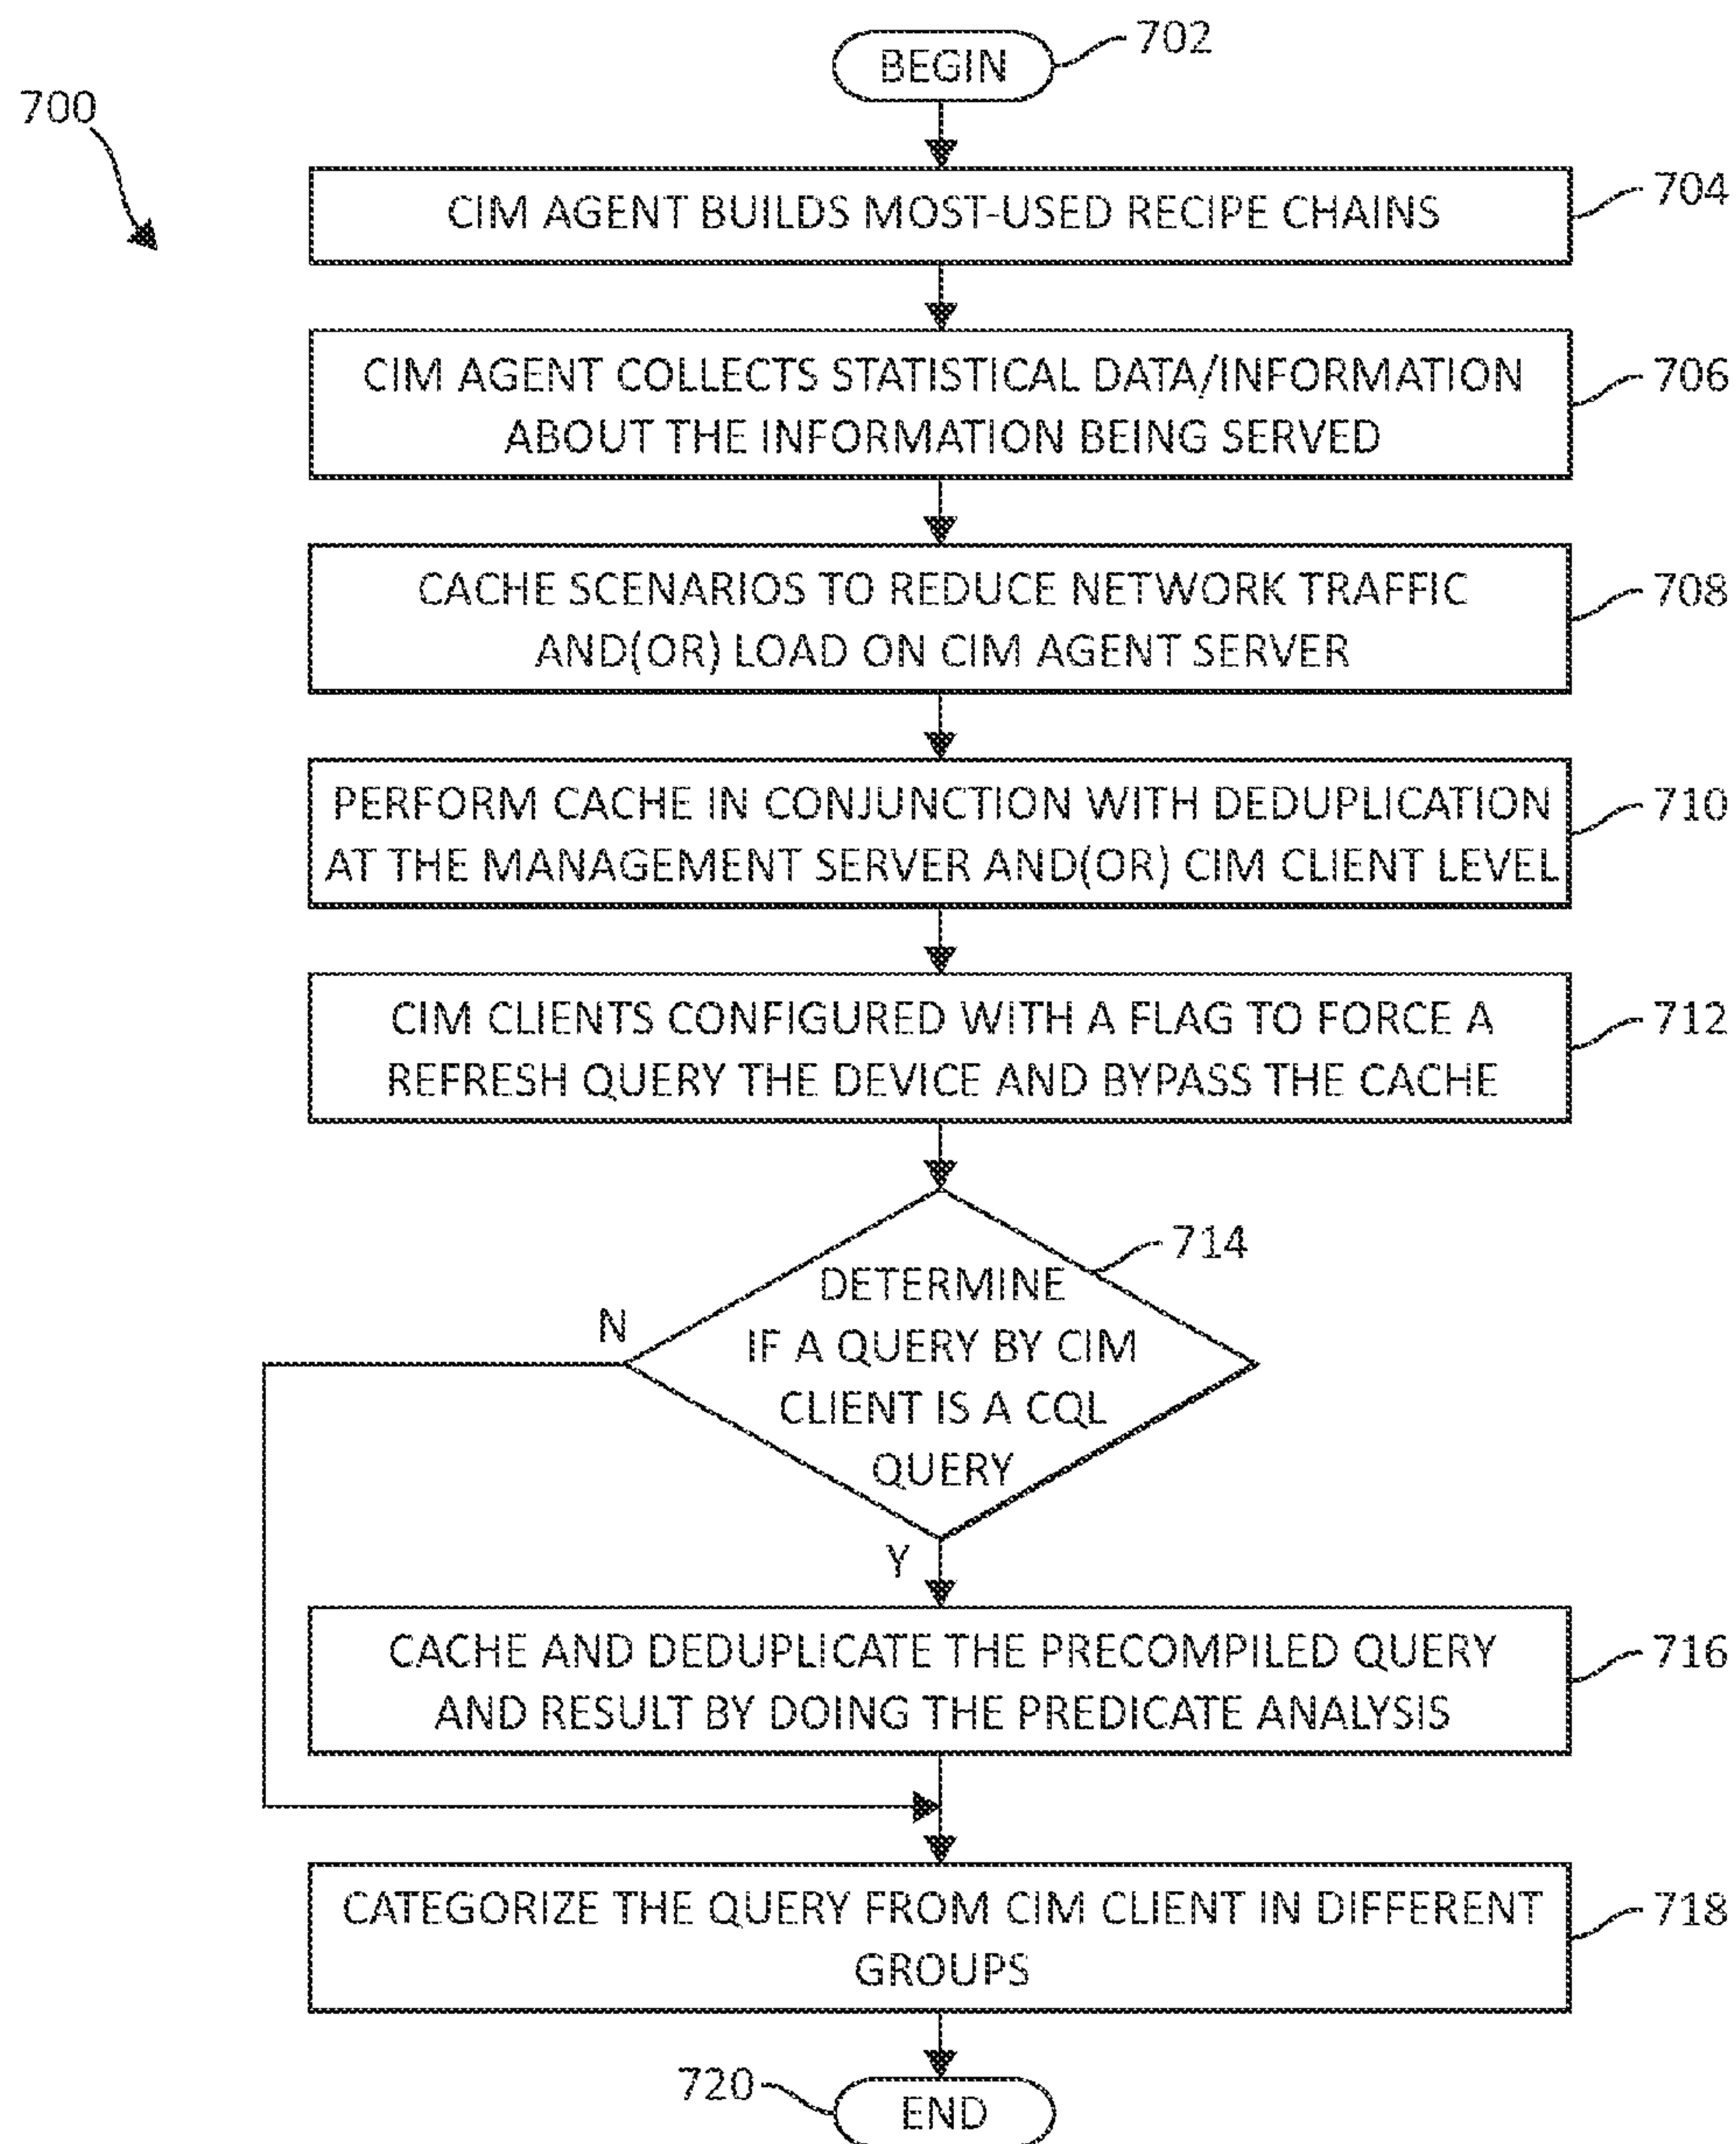 BEGIN
702
700
CIM AGENT BUILDS MOST-USED RECIPE CHAINS
704
CIM AGENT COLLECTS STATISTICAL DATA/INFORMATION
ABOUT THE INFORMATION BEING SERVED
706
CACHE SCENARIOS TO REDUCE NETWORK TRAFFIC
AND(OR) LOAD ON CIM AGENT SERVER
708
PERFORM CACHE IN CONJUNCTION WITH DEDUPLICATION
AT THE MANAGEMENT SERVER AND(OR) CIM CLIENT LEVEL
710
CIM CLIENTS CONFIGURED WITH A FLAG TO FORCE A
REFRESH QUERY THE DEVICE AND BYPASS THE CACHE
712
714
DETERMINE
IF A QUERY BY CIM
CLIENT IS A CQL
QUERY
N
Y
CACHE AND DEDUPLICATE THE PRECOMPILED QUERY
AND RESULT BY DOING THE PREDICATE ANALYSIS
716
CATEGORIZE THE QUERY FROM CIM CLIENT IN DIFFERENT
GROUPS
718
720
END